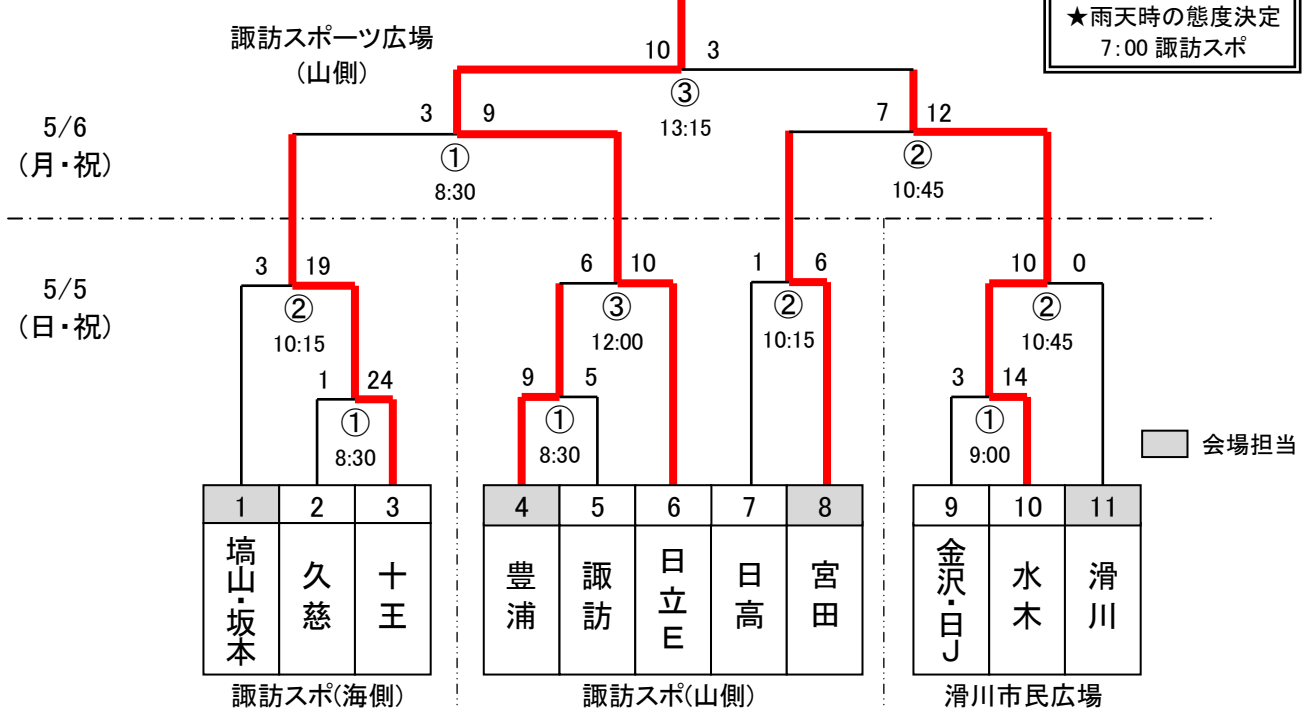 ★雨天時の態度決定
7:00 諏訪スポ
諏訪スポーツ広場
(山側)
10 3
③
13:15
5/6
(月・祝)
3 9
①
8:30
7 12
②
10:45
5/5
(日・祝)
3 19
②
10:15
6 10
③
12:00
1 6
②
10:15
10 0
②
10:45
1 24
①
8:30
9 5
①
8:30
3 14
①
9:00
会場担当
1 2 3 4 5 6 7 8 9 10 11
塙山・坂本
久慈
十王
豊浦
諏訪
日立E
日高
宮田
金沢・日J
水木
滑川
諏訪スポ(海側)
諏訪スポ(山側)
滑川市民広場